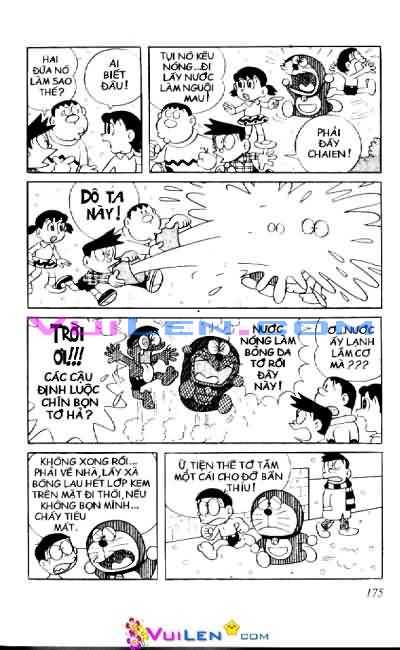 HAI
ĐỨA NÓ
LÀM SAO
THẾ?
AI
BIẾT
ĐÂU!
TỤI NÓ KÊU
NÓNG...ĐI
LẤY NƯỚC
LÀM NGUỘI
MAU!
PHẢI
ĐẤY
CHAIEN!
DÔ TA
NÀY!
TRỜI
ƠI!!!
CÁC CẬU
ĐỊNH LUỘC
CHÍN BỌN
TỚ HẢ?
NƯỚC
NÓNG LÀM
BỎNG DA
TỚ RỒI
ĐÂY
NÀY!
Ơ...NƯỚC
ẤY LẠNH
LẮM CƠ
MÀ???
VuiLen.com
KHÔNG XONG RỒI...
PHẢI VỀ NHÀ, LẤY XÀ
BÔNG LAU HẾT LỚP KEM
TRÊN MẶT ĐI THÔI, NẾU
KHÔNG BỌN MÌNH...
CHẦY TIÊU
MẤT.
Ừ, TIỆN THỂ TỚ TẮM
MỘT CÁI CHO ĐỠ BẨN
THỈU!
175
VuiLen.com